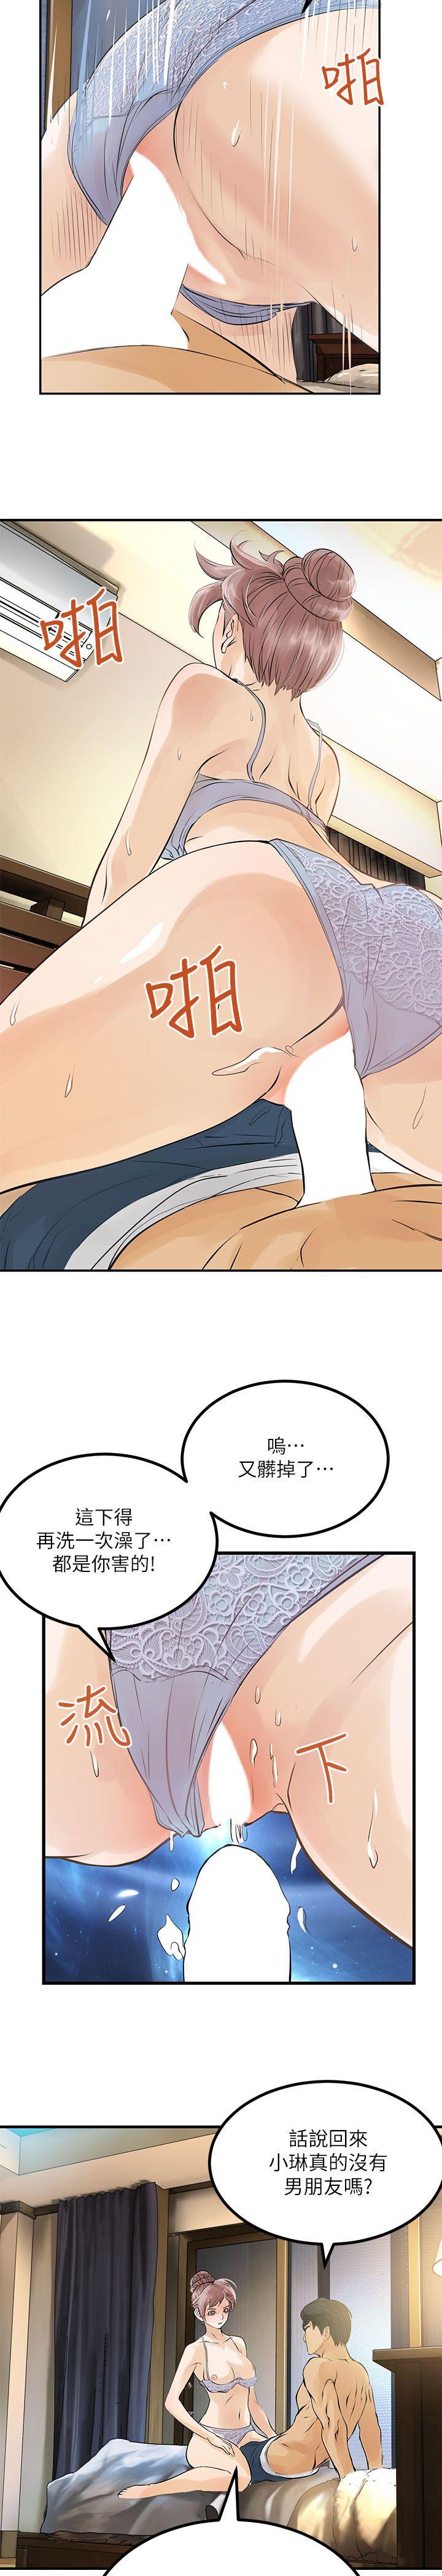 啪
啪
啪
嗚…
又髒掉了…
這下得
再洗一次澡了…
都是你害的!
流
下
話說回來
小琳真的沒有
男朋友嗎?